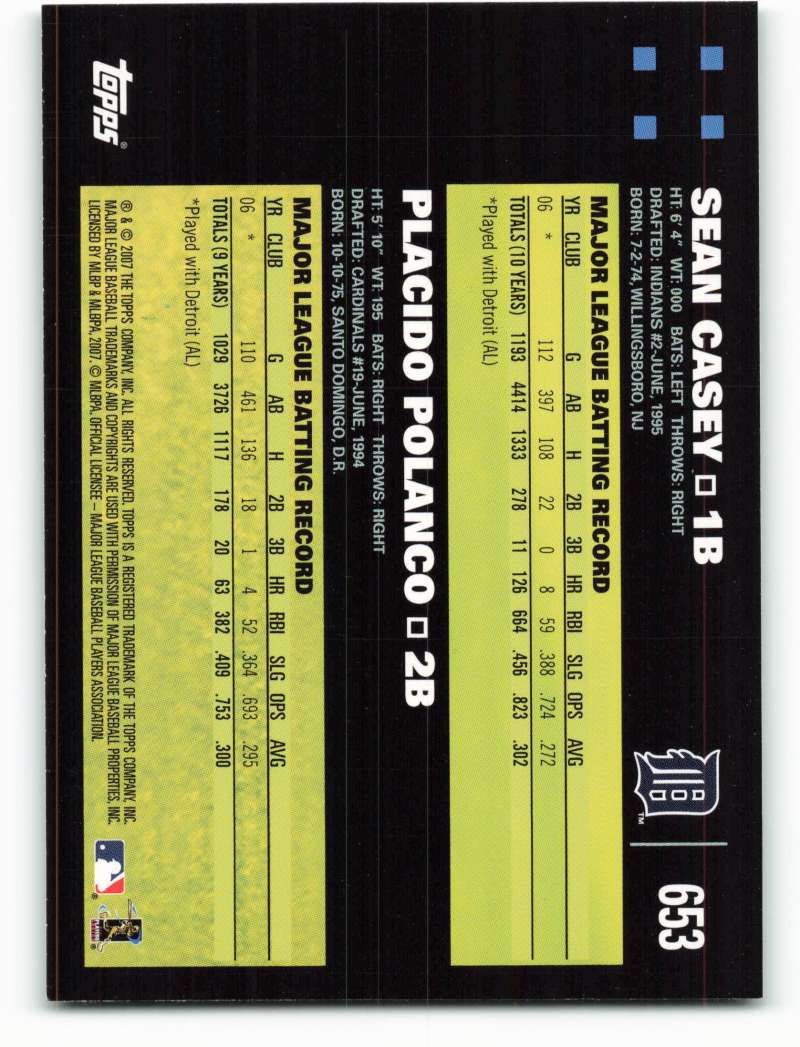 SEAN CASEY □ 1B
653
HT: 6' 4" WT: 000 BATS: LEFT THROWS: RIGHT
DRAFTED: INDIANS #2-JUNE, 1995
BORN: 7-2-74, WILLINGSBORO, NJ
TM
MAJOR LEAGUE BATTING RECORD
YR CLUB G AB H 2B 3B HR RBI SLG OPS AVG
06 * 112 397 108 22 0 8 59 .388 .724 .272
TOTALS (10 YEARS) 1193 4414 1333 278 11 126 664 .456 .823 .302
*Played with Detroit (AL)
PLACIDO POLANCO □ 2B
HT: 5' 10" WT: 195 BATS: RIGHT THROWS: RIGHT
DRAFTED: CARDINALS #19-JUNE, 1994
BORN: 10-10-75, SANTO DOMINGO, D.R.
MAJOR LEAGUE BATTING RECORD
YR CLUB G AB H 2B 3B HR RBI SLG OPS AVG
06 * 110 461 136 18 1 4 52 .364 .693 .295
TOTALS (9 YEARS) 1029 3726 1117 178 20 63 382 .409 .753 .300
*Played with Detroit (AL)
topps®
® & © 2007 THE TOPPS COMPANY, INC. ALL RIGHTS RESERVED. TOPPS IS A REGISTERED TRADEMARK OF THE TOPPS COMPANY, INC.
MAJOR LEAGUE BASEBALL TRADEMARKS AND COPYRIGHTS ARE USED WITH PERMISSION OF MAJOR LEAGUE BASEBALL PROPERTIES, INC.
LICENSED BY MLBP & MLBPA, 2007. © MLBPA. OFFICIAL LICENSEE – MAJOR LEAGUE BASEBALL PLAYERS ASSOCIATION.